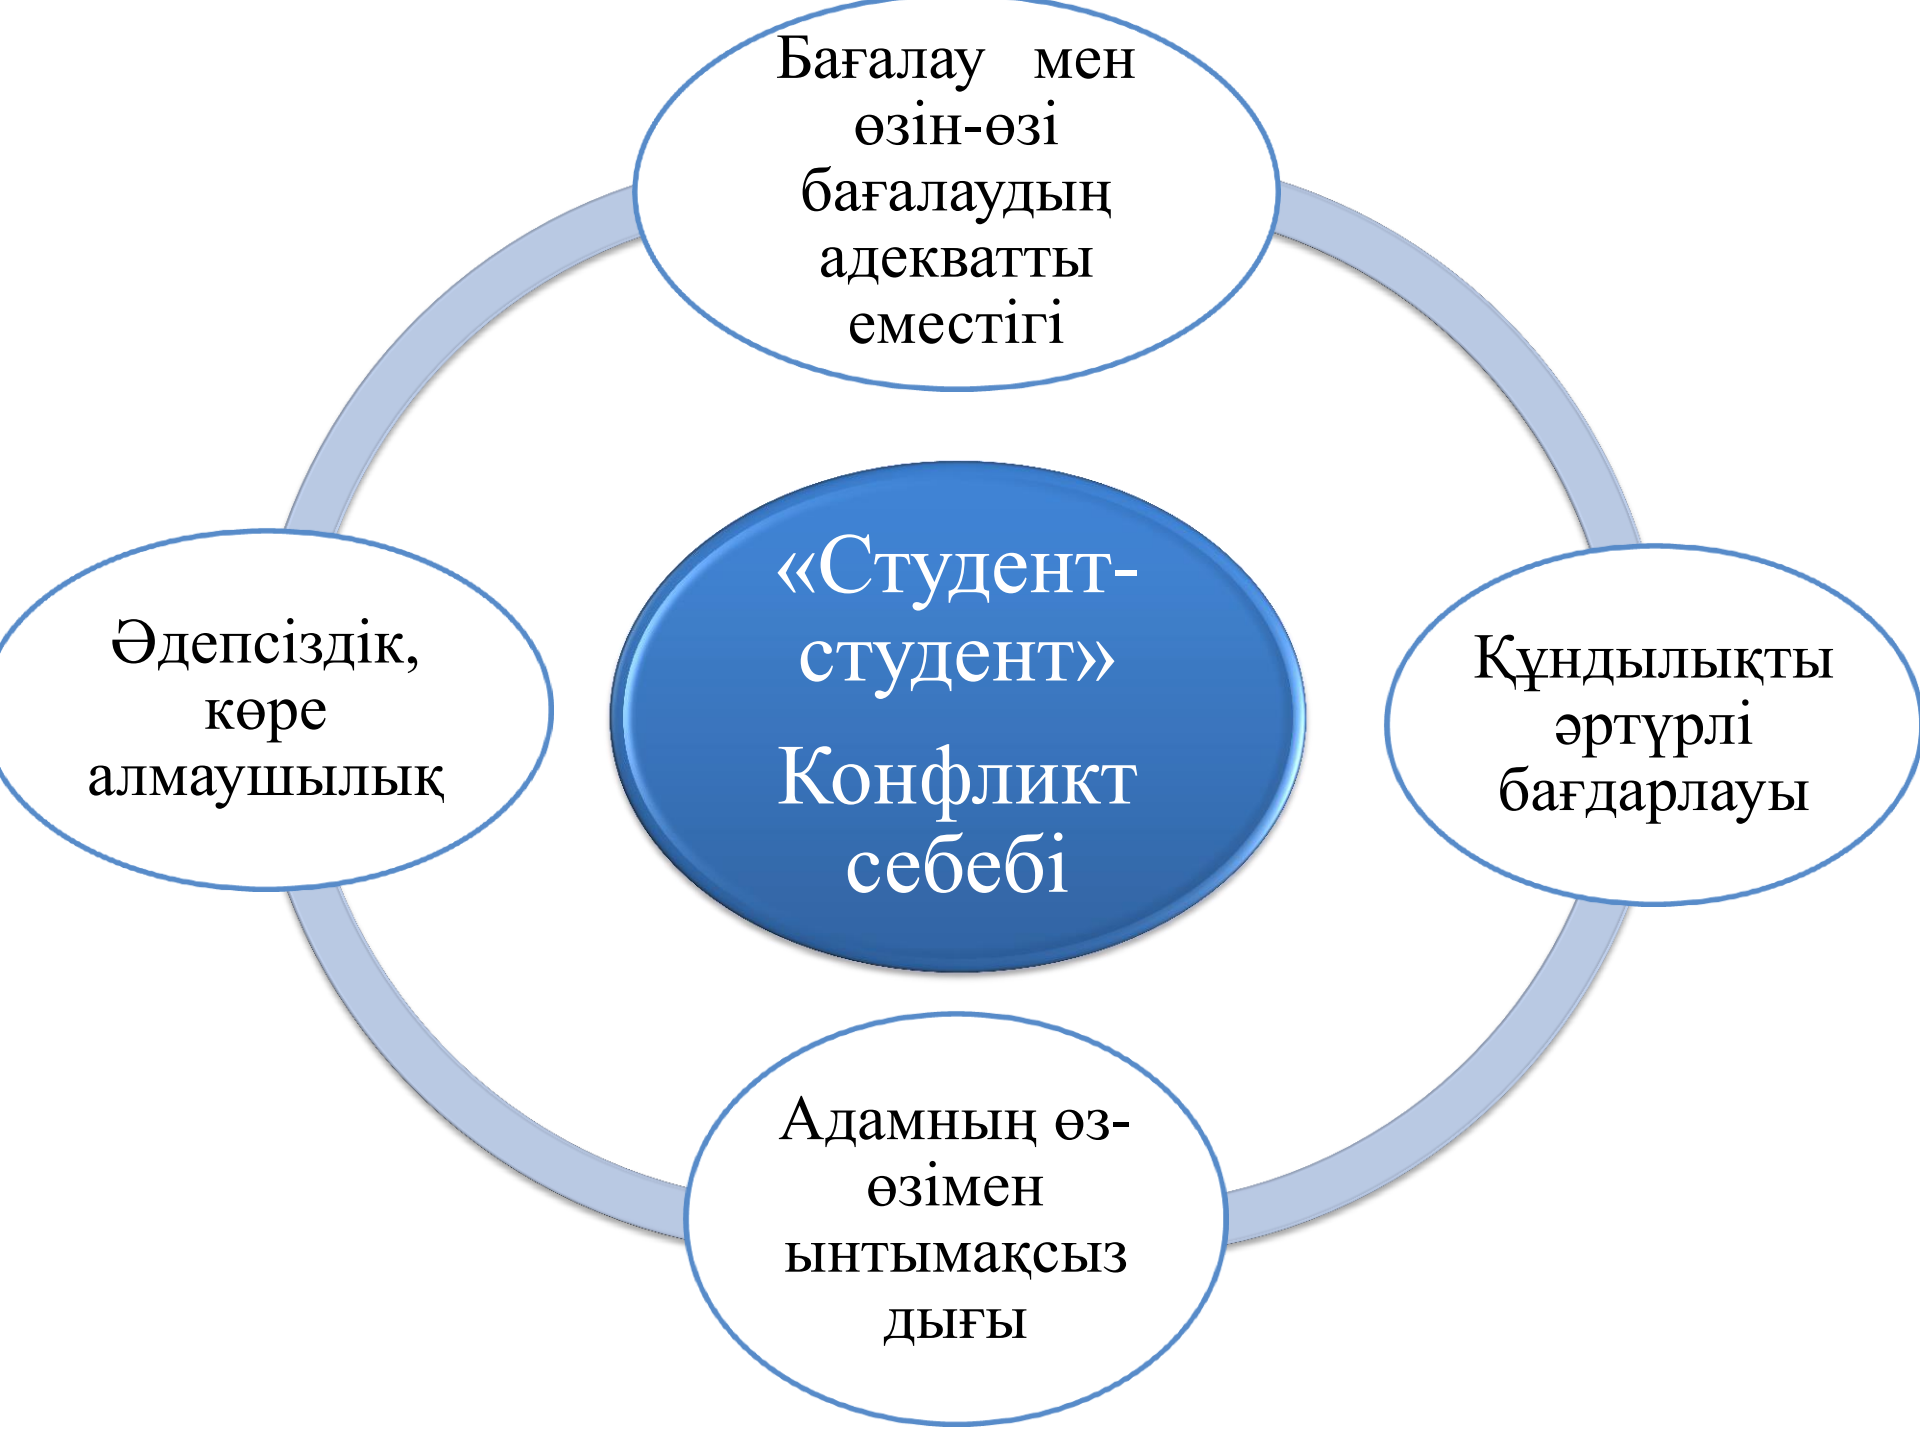 Бағалау мен
өзін-өзі
бағалаудың
адекватты
еместігі
«Студент-
студент»
Конфликт
себебі
Әдепсіздік,
көре
алмаушылық
Құндылықты
әртүрлі
бағдарлауы
Адамның өз-
өзімен
ынтымақсыз
дығы